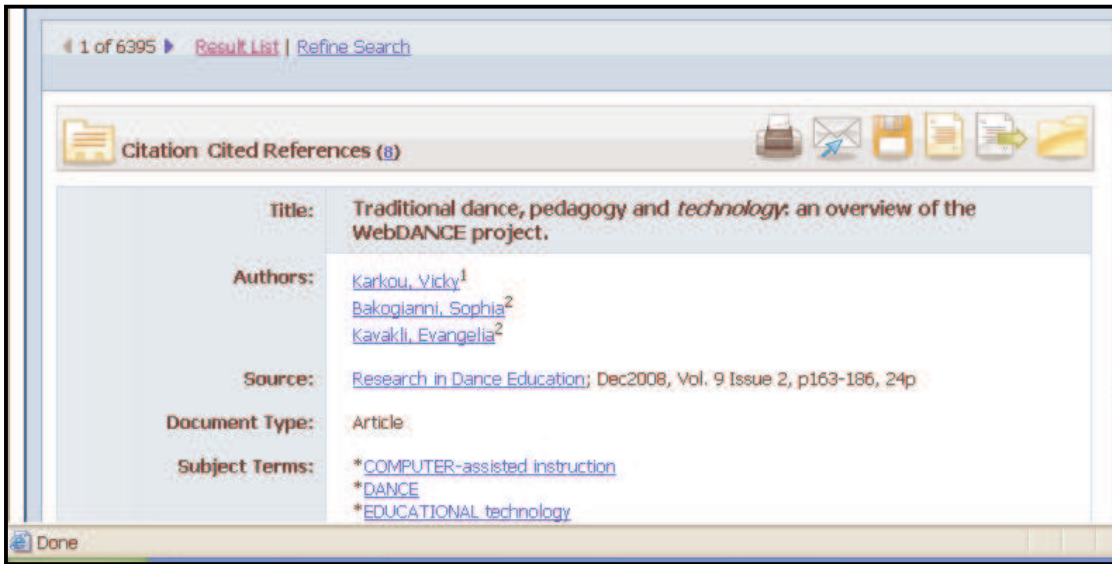 1 of 6395 Result List | Refine Search
Citation Cited References (8)
Title: Traditional dance, pedagogy and technology: an overview of the
WebDANCE project.
Authors: Karkou, Vicky1
Bakogianni, Sophia2
Kavakli, Evangelia2
Source: Research in Dance Education; Dec2008, Vol. 9 Issue 2, p163-186, 24p
Document Type: Article
Subject Terms: *COMPUTER-assisted instruction
*DANCE
*EDUCATIONAL technology
Done